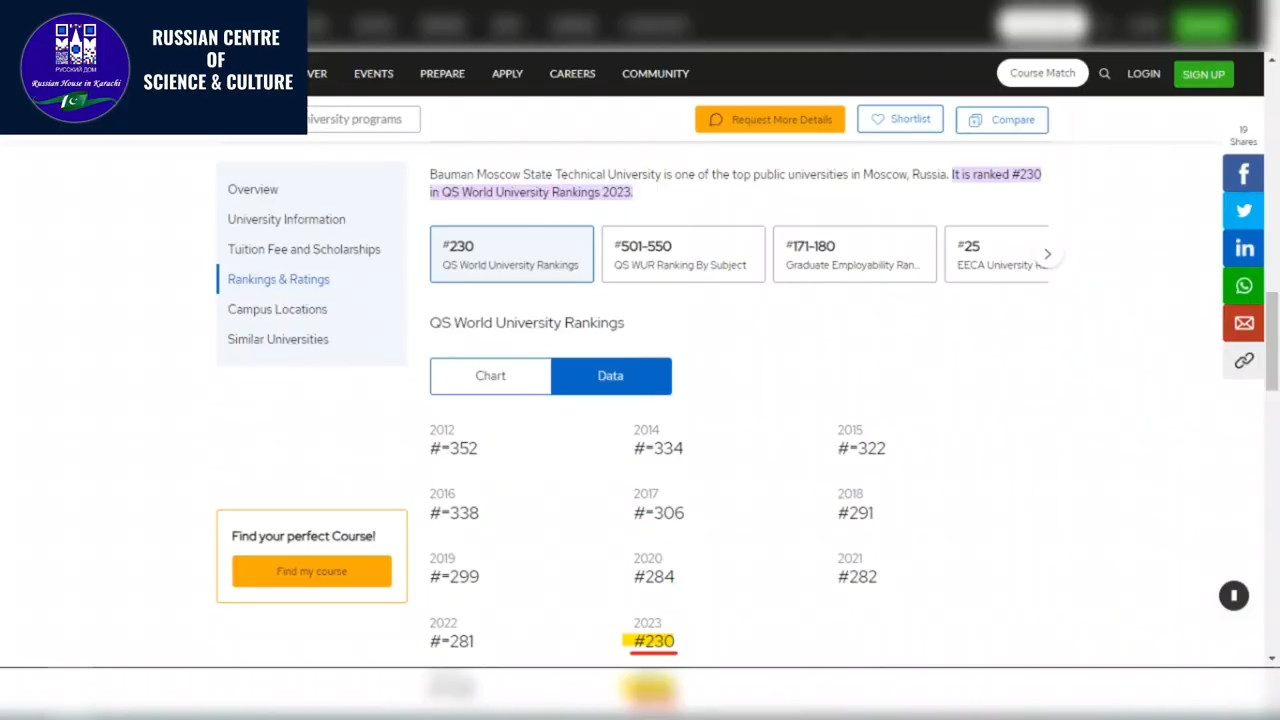 РУССКИЙ ДОМ
Russian House in Karachi
RUSSIAN CENTRE
OF
SCIENCE & CULTURE
VER EVENTS PREPARE APPLY CAREERS COMMUNITY Course Match LOGIN SIGN UP
iversity programs Request More Details Shortlist Compare
19
Shares
Overview
University Information
Tuition Fee and Scholarships
Rankings & Ratings
Campus Locations
Similar Universities
Find your perfect Course!
Find my course
Bauman Moscow State Technical University is one of the top public universities in Moscow, Russia. It is ranked #230
in QS World University Rankings 2023.
#230 #501-550 #171-180 #25
QS World University Rankings QS WUR Ranking By Subject Graduate Employability Ran... EECA University
QS World University Rankings
Chart Data
2012 2014 2015
#=352 #=334 #=322
2016 2017 2018
#=338 #=306 #291
2019 2020 2021
#=299 #284 #282
2022 2023
#=281 #230